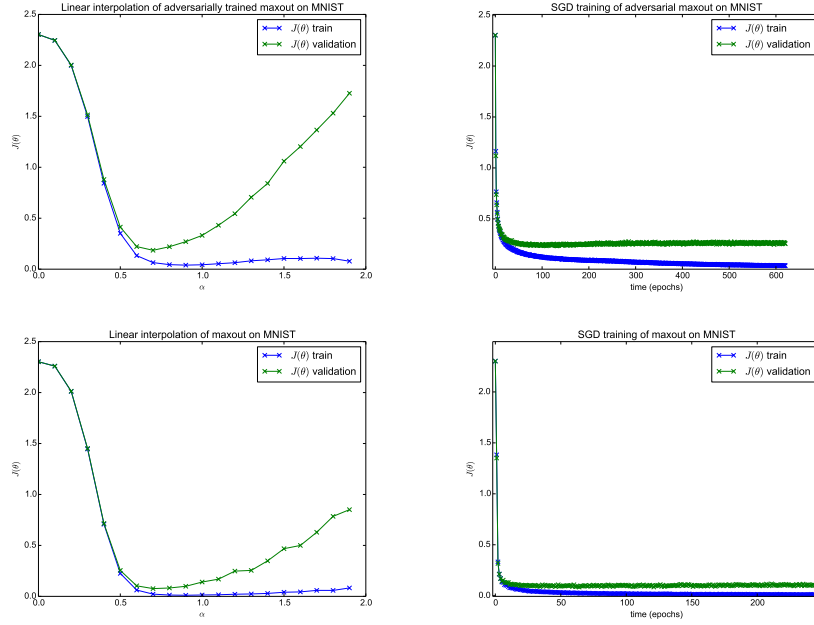 Linear interpolation of adversarially trained maxout on MNIST
2.5
2.0
1.5
1.0
0.5
0.0
J(θ)
J(θ) train
J(θ) validation
0.0 0.5 1.0 1.5 2.0
α
SGD training of adversarial maxout on MNIST
2.5
2.0
1.5
1.0
0.5
J(θ)
J(θ) train
J(θ) validation
0 100 200 300 400 500 600
time (epochs)
Linear interpolation of maxout on MNIST
2.5
2.0
1.5
1.0
0.5
0.0
J(θ)
J(θ) train
J(θ) validation
0.0 0.5 1.0 1.5 2.0
α
SGD training of maxout on MNIST
2.5
2.0
1.5
1.0
0.5
0.0
J(θ)
J(θ) train
J(θ) validation
0 50 100 150 200
time (epochs)